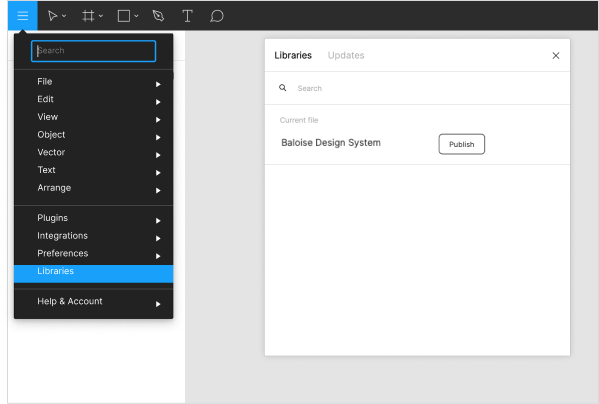 Search
File
Edit
View
Object
Vector
Text
Arrange
Plugins
Integrations
Preferences
Libraries
Help & Account
Libraries Updates
Search
Current file
Baloise Design System Publish